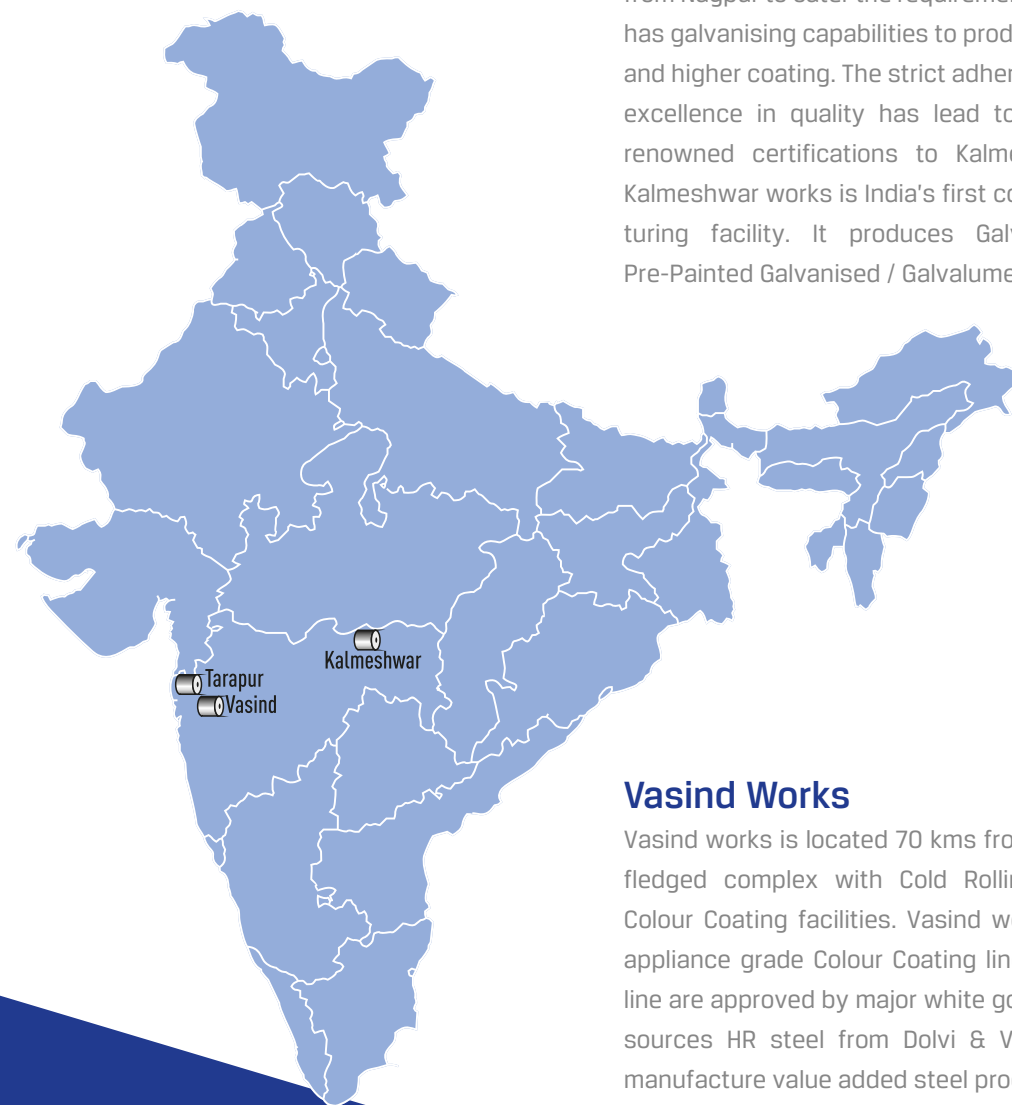 has galvanising capabilities to prod
and higher coating. The strict adher
excellence in quality has lead to
renowned certifications to Kalme
Kalmeshwar works is India's first co
turing facility. It produces Gal
Pre-Painted Galvanised / Galvalume
Kalmeshwar
Tarapur
Vasind
Vasind Works
Vasind works is located 70 kms fro
fledged complex with Cold Rollin
Colour Coating facilities. Vasind w
appliance grade Colour Coating lin
line are approved by major white go
sources HR steel from Dolvi & V
manufacture value added steel pro